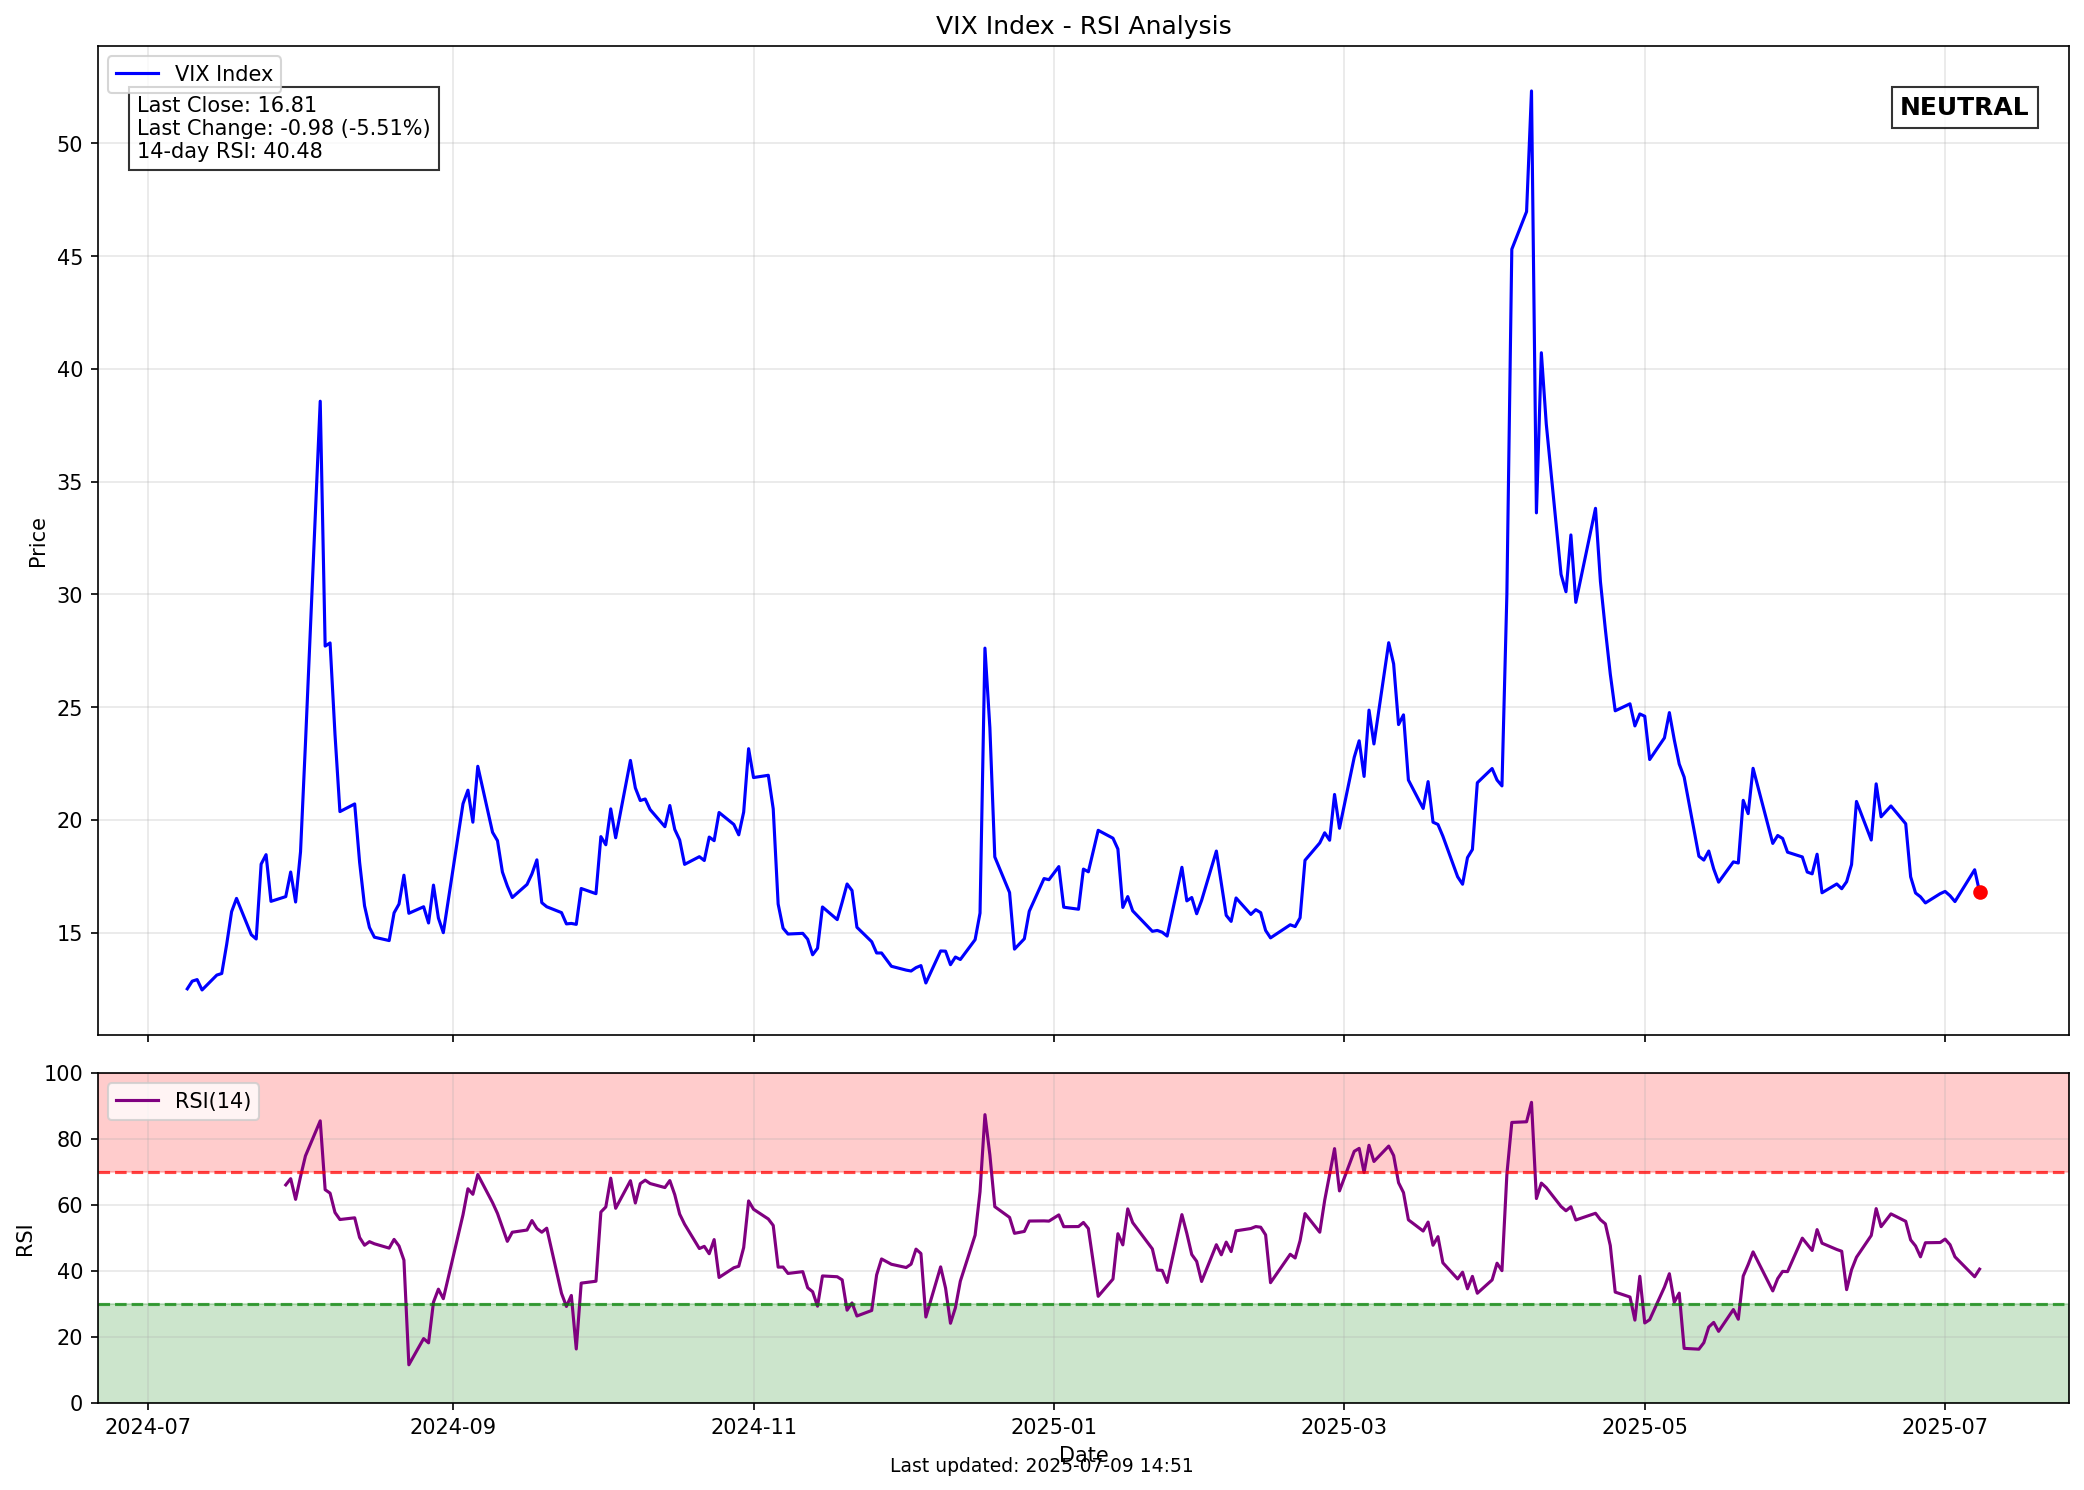 VIX Index - RSI Analysis
VIX Index
Last Close: 16.81
Last Change: -0.98 (-5.51%)
14-day RSI: 40.48
NEUTRAL
Price
50
45
40
35
30
25
20
15
RSI(14)
RSI
100
80
60
40
20
0
2024-07
2024-09
2024-11
2025-01
2025-03
2025-05
2025-07
Date
Last updated: 2025-07-09 14:51